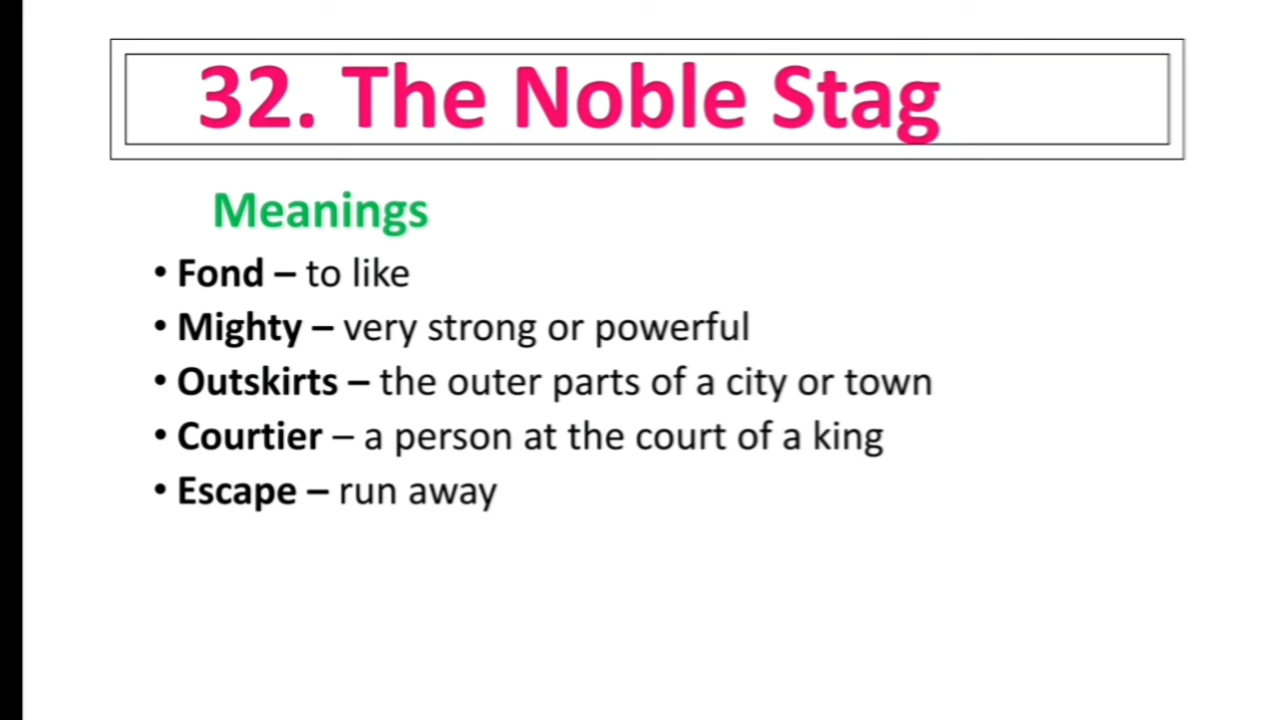 32. The Noble Stag
Meanings
• Fond – to like
• Mighty – very strong or powerful
• Outskirts – the outer parts of a city or town
• Courtier – a person at the court of a king
• Escape – run away